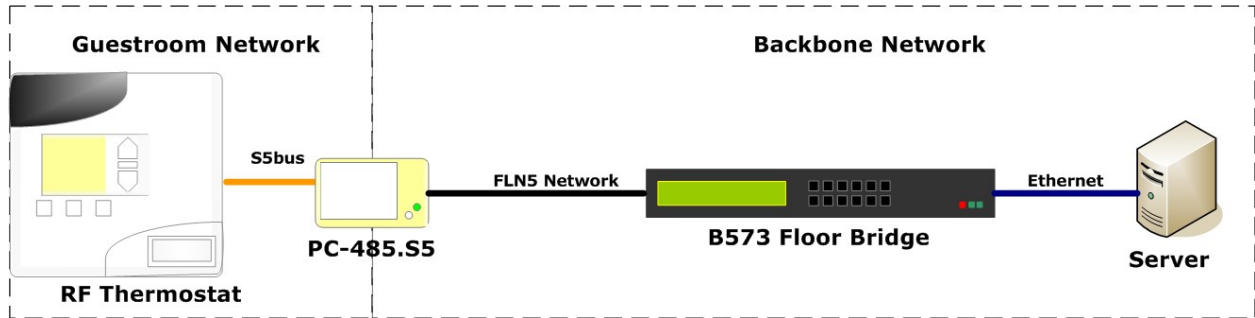 Guestroom Network
Backbone Network
S5bus
FLN5 Network
Ethernet
PC-485.S5
B573 Floor Bridge
Server
RF Thermostat